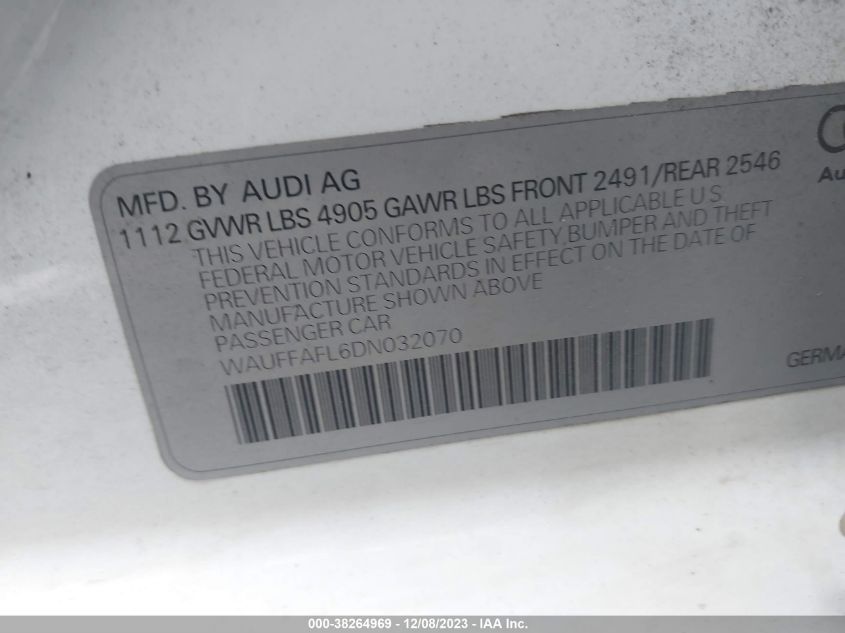 MFD. BY AUDI AG
1112 GVWR LBS 4905 GAWR LBS FRONT 2491/REAR 2546
THIS VEHICLE CONFORMS TO ALL APPLICABLE U S
FEDERAL MOTOR VEHICLE SAFETY, BUMPER AND THEFT
PREVENTION STANDARDS IN EFFECT ON THE DATE OF
MANUFACTURE SHOWN ABOVE
PASSENGER CAR
WAUFFAFL6DN032070
000-38264969 - 12/08/2023 - IAA Inc.